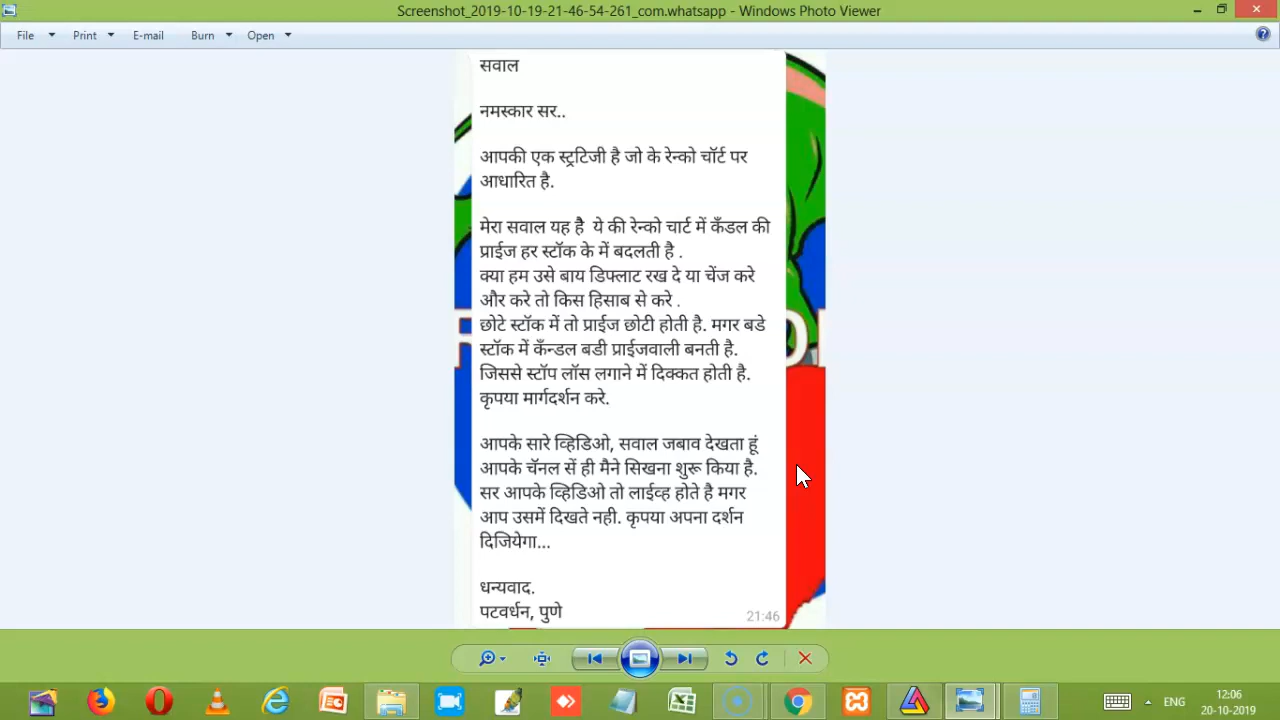 Screenshot_2019-10-19-21-46-54-261_com.whatsapp - Windows Photo Viewer
File Print E-mail Burn Open
सवाल
नमस्कार सर..
आपकी एक स्ट्रटिजी है जो के रेन्को चॉर्ट पर
आधारित है.
मेरा सवाल यह है ये की रेन्को चार्ट में कँडल की
प्राईज हर स्टॉक के में बदलती है .
क्या हम उसे बाय डिफ्लाट रख दे या चेंज करे
और करे तो किस हिसाब से करे .
छोटे स्टॉक में तो प्राईज छोटी होती है. मगर बडे
स्टॉक में कँन्डल बडी प्राईजवाली बनती है.
जिससे स्टॉप लॉस लगाने में दिक्कत होती है.
कृपया मार्गदर्शन करे.
आपके सारे व्हिडिओ, सवाल जबाव देखता हूं
आपके चॅनल सें ही मैने सिखना शुरू किया है.
सर आपके व्हिडिओ तो लाईव्ह होते है मगर
आप उसमें दिखते नही. कृपया अपना दर्शन
दिजियेगा...
धन्यवाद.
पटवर्धन, पुणे
21:46
ENG
12:06
20-10-2019